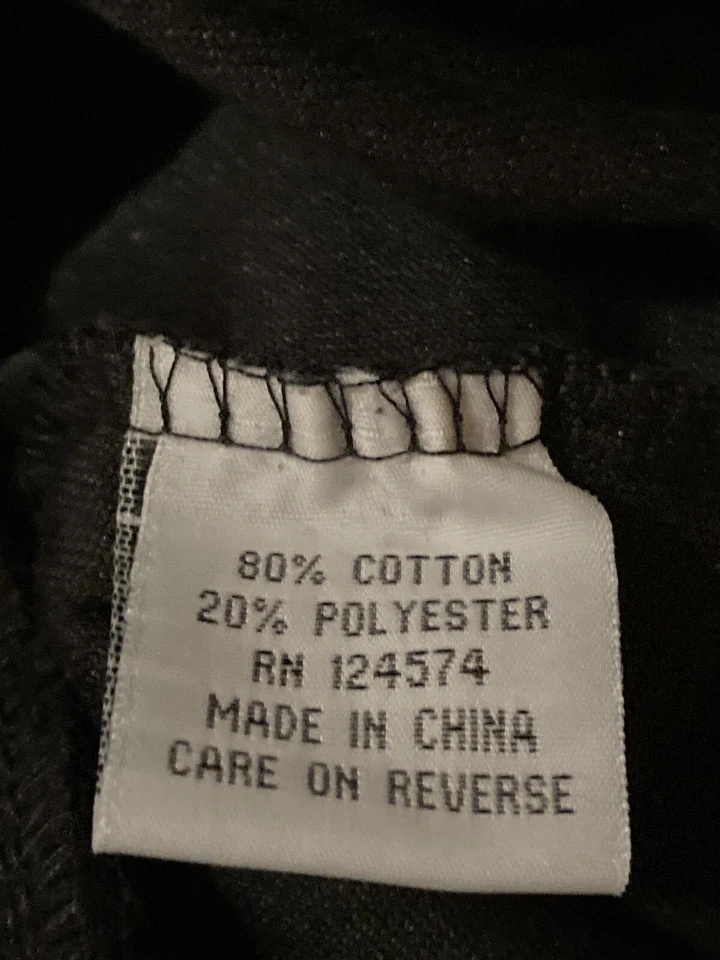 80% COTTON
20% POLYESTER
RN 124574
MADE IN CHINA
CARE ON REVERSE